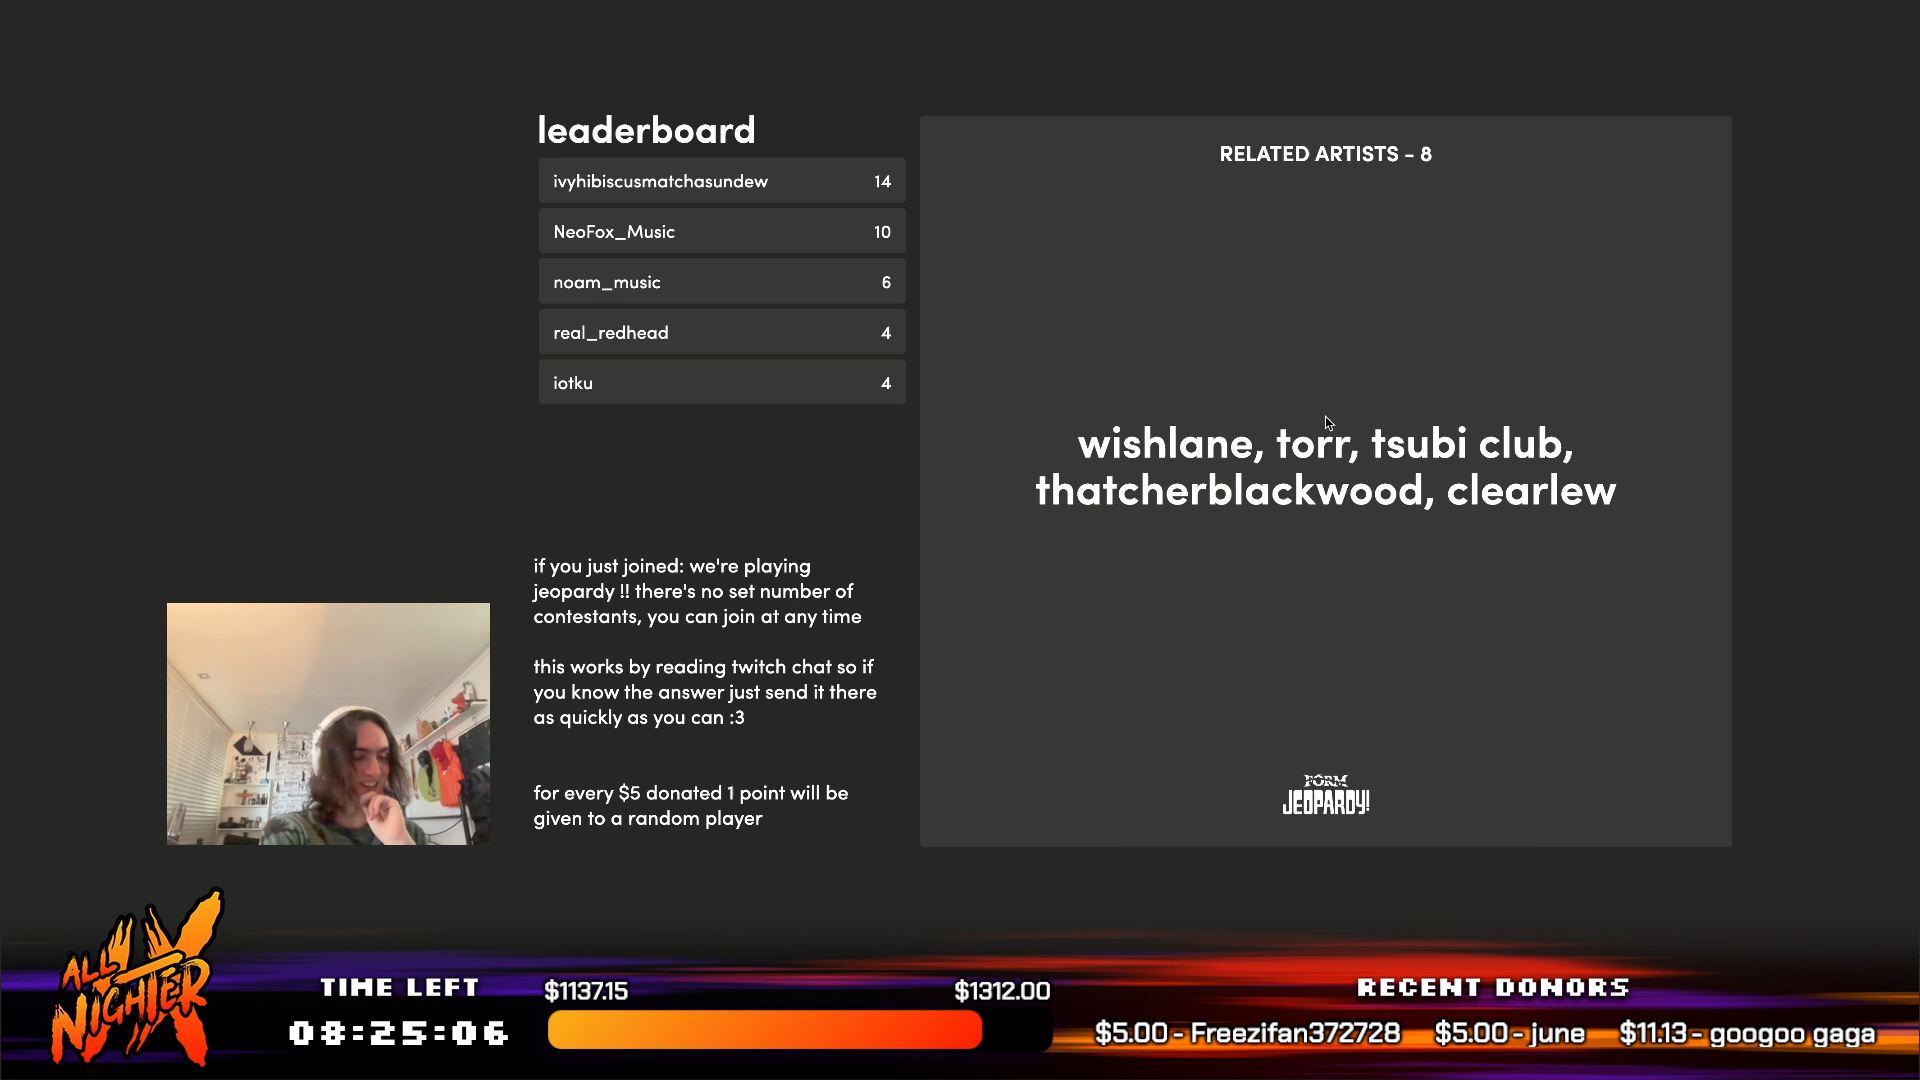 leaderboard
ivyhibiscusmatchasundew 14
NeoFox_Music 10
noam_music 6
real_redhead 4
iotku 4
RELATED ARTISTS - 8
wishlane, torr, tsubi club,
thatcherblackwood, clearlew
FORM
JEOPARDY!
if you just joined: we're playing
jeopardy !! there's no set number of
contestants, you can join at any time
this works by reading twitch chat so if
you know the answer just send it there
as quickly as you can :3
for every $5 donated 1 point will be
given to a random player
ALL
NIGHTER
X
TIME LEFT
08:25:06
$1137.15 $1312.00
RECENT DONORS
$5.00 - Freezifan372728 $5.00 - june $11.13 - googoo gaga